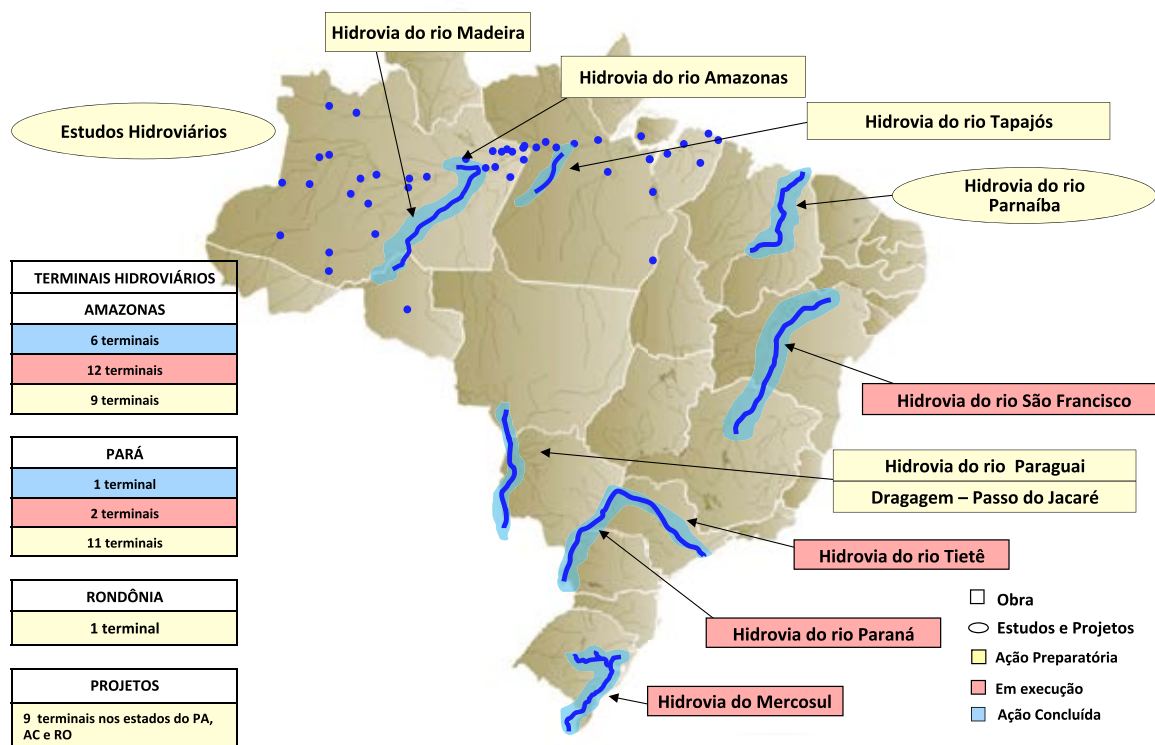 Hidrovia do rio Madeira
Hidrovia do rio Amazonas
Estudos Hidroviários
Hidrovia do rio Tapajós
Hidrovia do rio
Parnaíba
TERMINAIS HIDROVIÁRIOS
AMAZONAS
6 terminais
12 terminais
9 terminais
Hidrovia do rio São Francisco
PARÁ
1 terminal
2 terminais
11 terminais
Hidrovia do rio Paraguai
Dragagem – Passo do Jacaré
Hidrovia do rio Tietê
RONDÔNIA
1 terminal
Hidrovia do rio Paraná
Hidrovia do Mercosul
PROJETOS
9 terminais nos estados do PA,
AC e RO
Obra
Estudos e Projetos
Ação Preparatória
Em execução
Ação Concluída